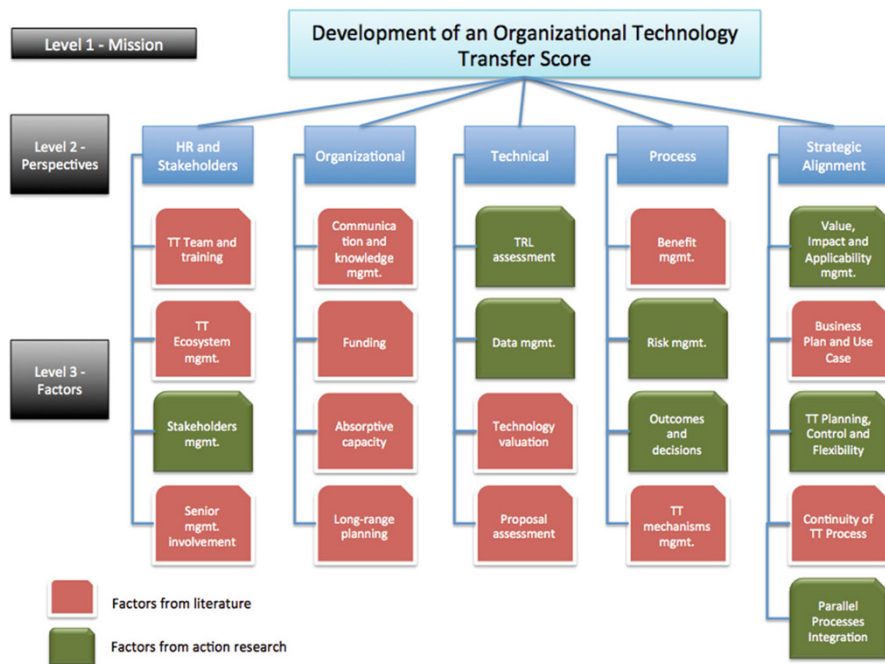 Level 1 - Mission
Development of an Organizational Technology
Transfer Score
Level 2 -
Perspectives
HR and
Stakeholders
Organizational
Technical
Process
Strategic
Alignment
TT Team and
training
Communica
tion and
knowledge
mgmt.
TRL
assessment
Benefit
mgmt.
Value,
Impact and
Applicability
mgmt.
Level 3 -
Factors
TT
Ecosystem
mgmt.
Funding
Data mgmt.
Risk mgmt.
Business
Plan and Use
Case
Stakeholders
mgmt.
Absorptive
capacity
Technology
valuation
Outcomes
and
decisions
TT Planning,
Control and
Flexibility
Senior
mgmt.
involvement
Long-range
planning
Proposal
assessment
TT
mechanisms
mgmt.
Continuity of
TT Process
Parallel
Processes
Integration
Factors from literature
Factors from action research